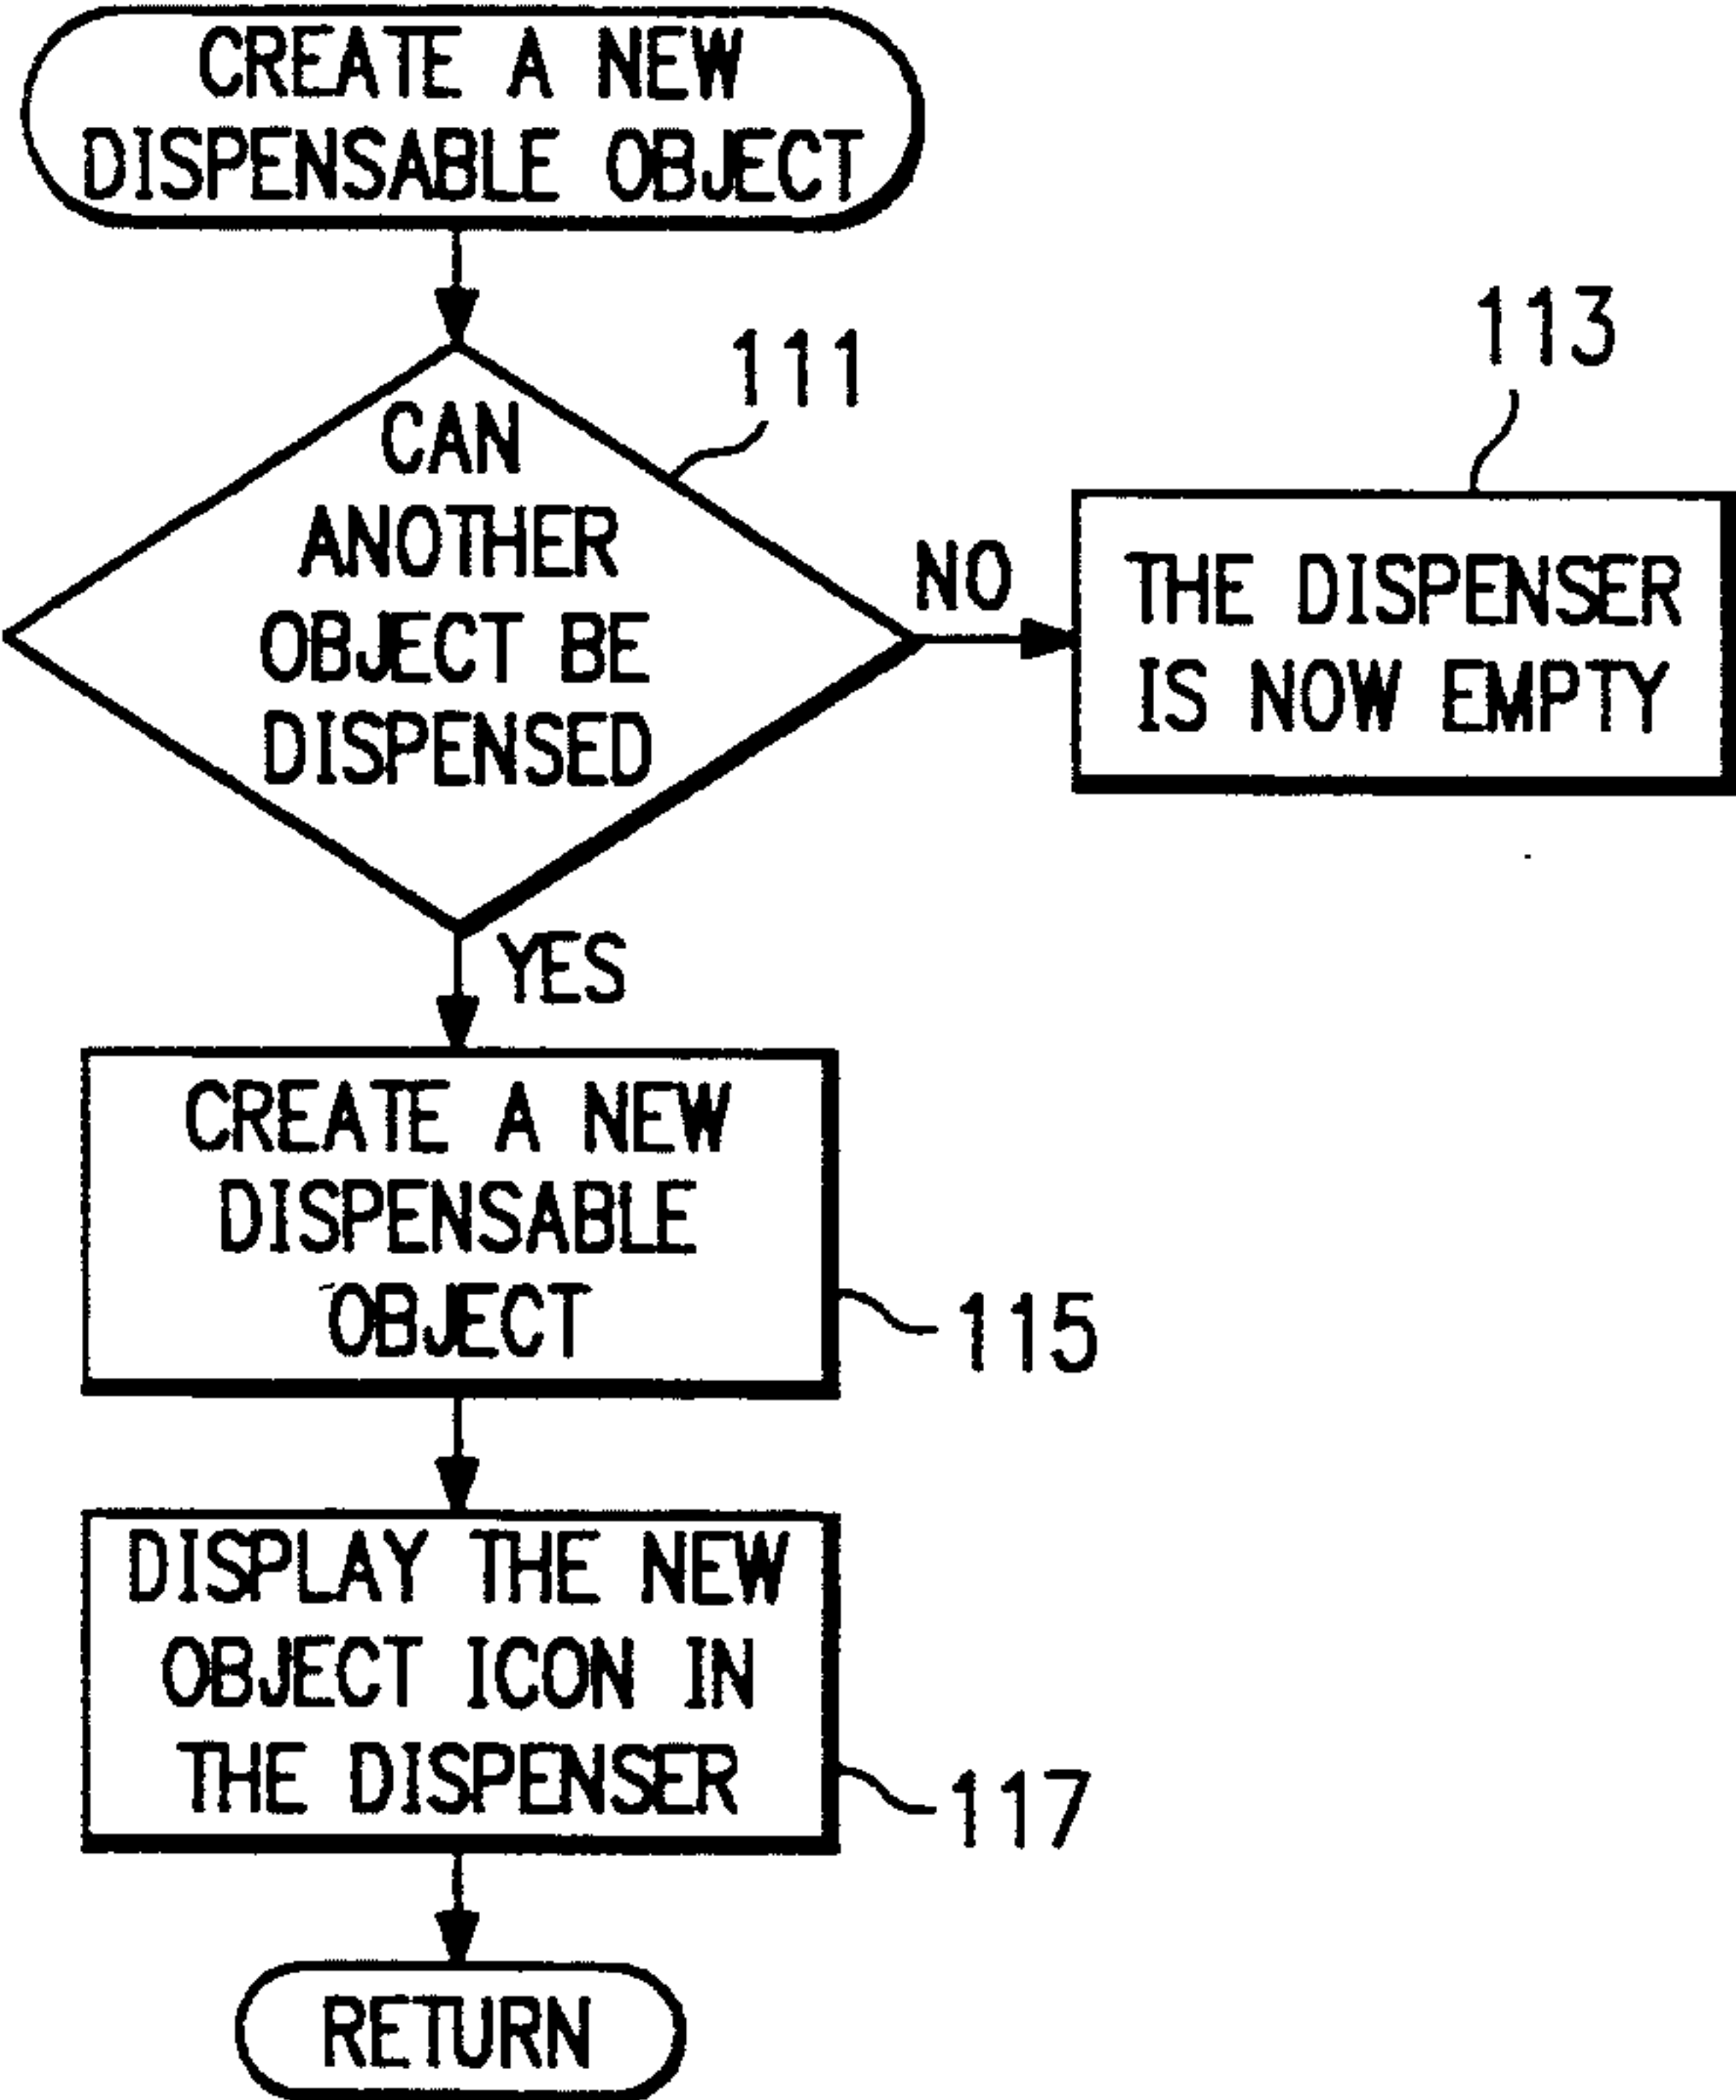 CREATE A NEW
DISPENSABLE OBJECT
111
CAN
ANOTHER
OBJECT BE
DISPENSED
NO
113
THE DISPENSER
IS NOW EMPTY
YES
CREATE A NEW
DISPENSABLE
OBJECT
115
DISPLAY THE NEW
OBJECT ICON IN
THE DISPENSER
117
RETURN